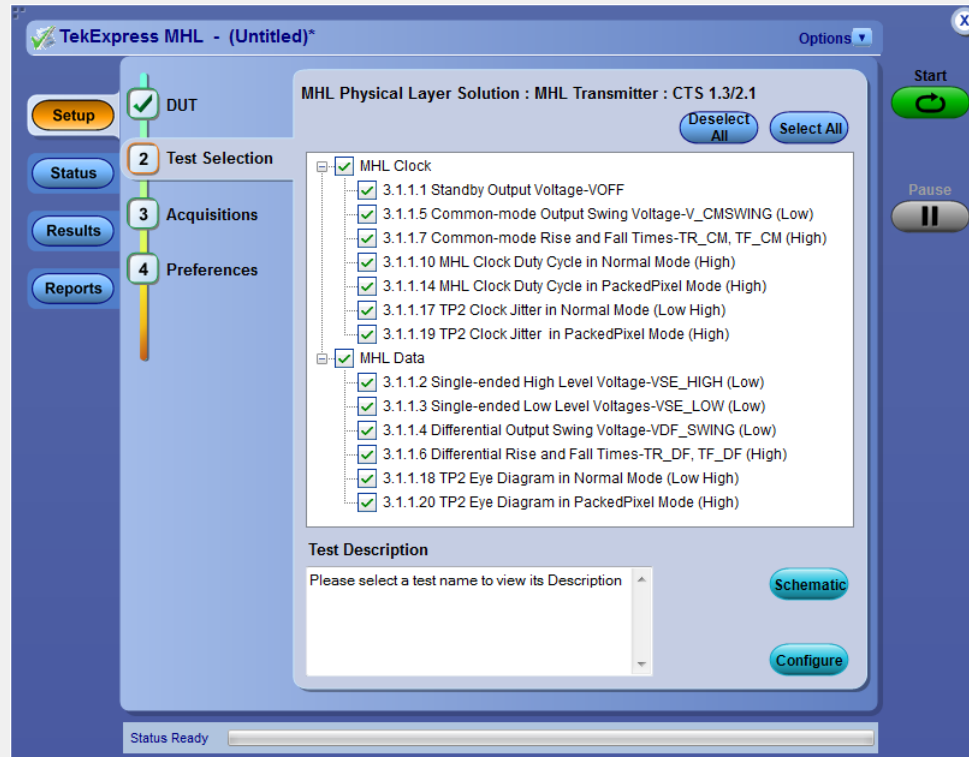 TekExpress MHL - (Untitled)*
Options
X
Start
Pause
Setup
Status
Results
Reports
DUT
2 Test Selection
3 Acquisitions
4 Preferences
MHL Physical Layer Solution : MHL Transmitter : CTS 1.3/2.1
Deselect
All
Select All
MHL Clock
3.1.1.1 Standby Output Voltage-VOFF
3.1.1.5 Common-mode Output Swing Voltage-V_CMSWING (Low)
3.1.1.7 Common-mode Rise and Fall Times-TR_CM, TF_CM (High)
3.1.1.10 MHL Clock Duty Cycle in Normal Mode (High)
3.1.1.14 MHL Clock Duty Cycle in PackedPixel Mode (High)
3.1.1.17 TP2 Clock Jitter in Normal Mode (Low High)
3.1.1.19 TP2 Clock Jitter in PackedPixel Mode (High)
MHL Data
3.1.1.2 Single-ended High Level Voltage-VSE_HIGH (Low)
3.1.1.3 Single-ended Low Level Voltages-VSE_LOW (Low)
3.1.1.4 Differential Output Swing Voltage-VDF_SWING (Low)
3.1.1.6 Differential Rise and Fall Times-TR_DF, TF_DF (High)
3.1.1.18 TP2 Eye Diagram in Normal Mode (Low High)
3.1.1.20 TP2 Eye Diagram in PackedPixel Mode (High)
Test Description
Please select a test name to view its Description
Schematic
Configure
Status Ready